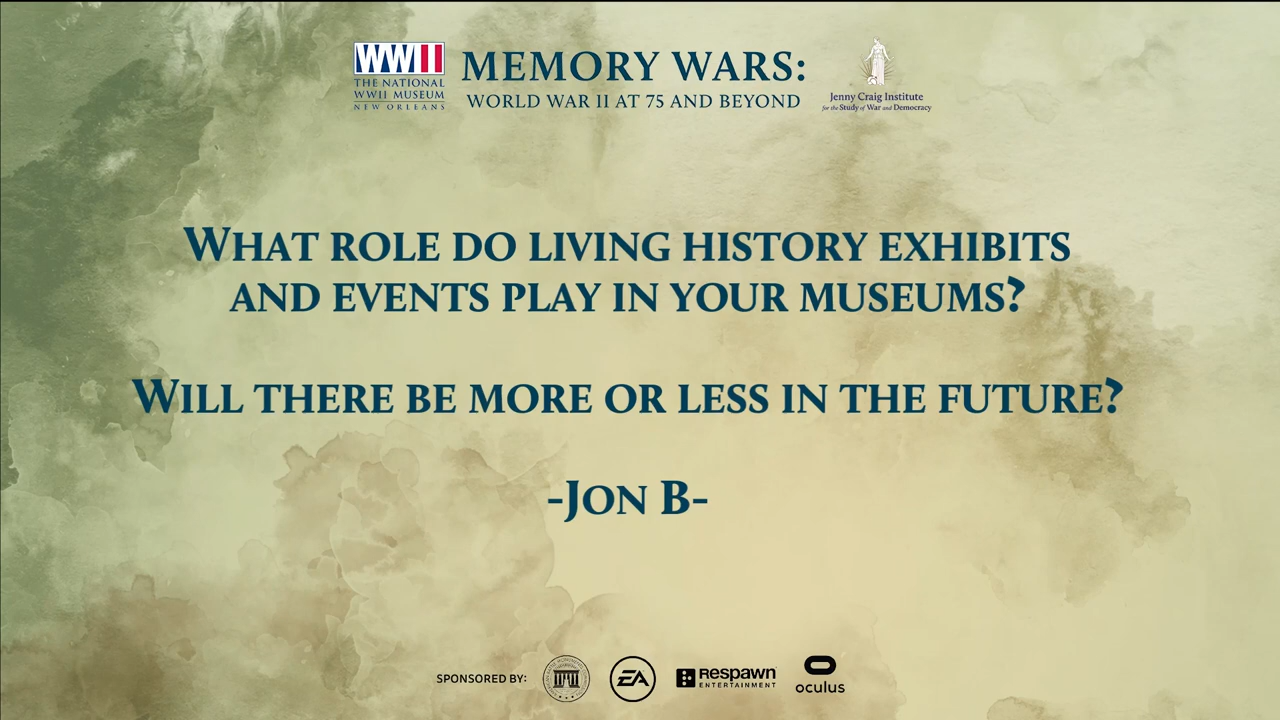 WWII
THE NATIONAL
WWII MUSEUM
NEW ORLEANS
MEMORY WARS:
WORLD WAR II AT 75 AND BEYOND
Jenny Craig Institute
for the Study of War and Democracy
WHAT ROLE DO LIVING HISTORY EXHIBITS
AND EVENTS PLAY IN YOUR MUSEUMS?
WILL THERE BE MORE OR LESS IN THE FUTURE?
-JON B-
SPONSORED BY:
EA
RESPAWN
ENTERTAINMENT
oculus